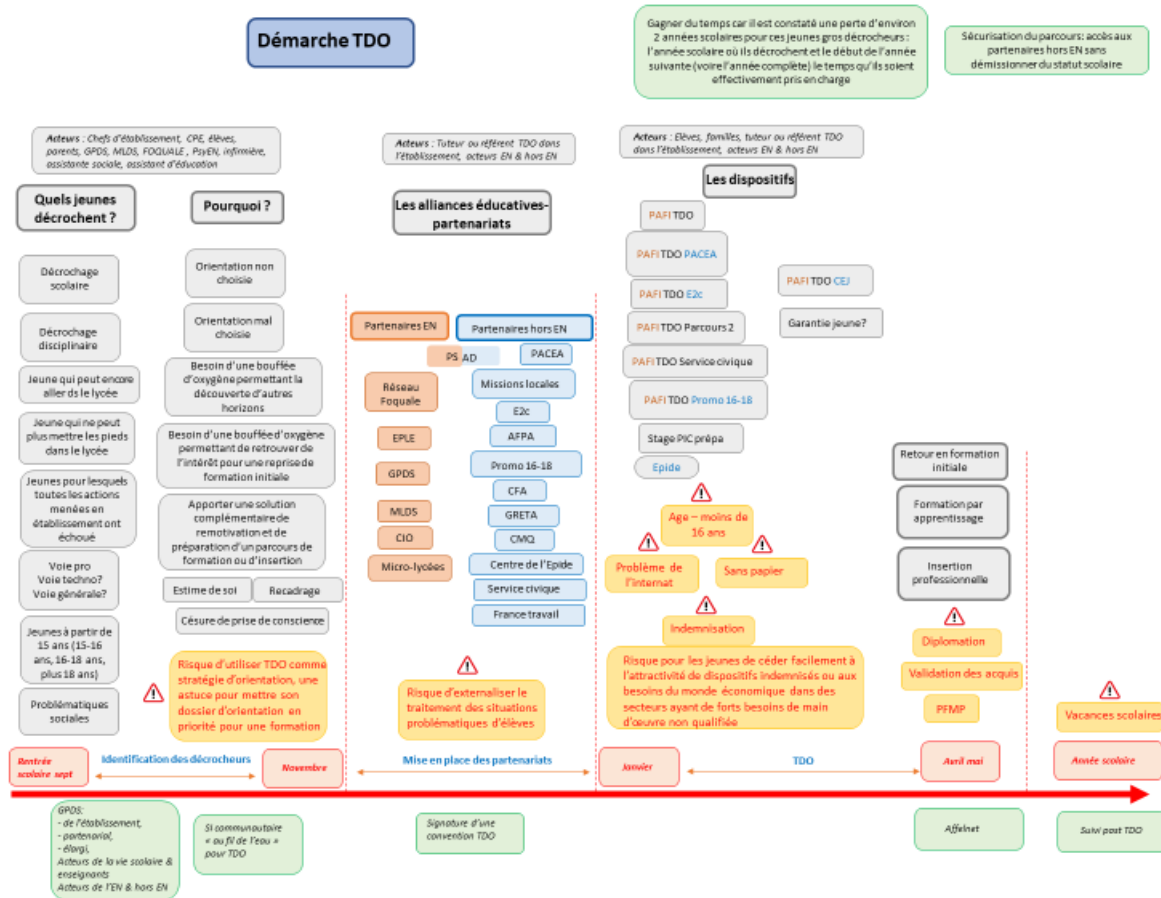 Démarche TDO
Gagner du temps car il est constaté une perte d'environ
2 années scolaires pour ces jeunes gros décrocheurs :
l'année scolaire où ils décrochent et le début de l'année
suivante (voire l'année complète) le temps qu'ils soient
effectivement pris en charge
Sécurisation du parcours: accès aux
partenaires hors EN sans
démissionner du statut scolaire
Acteurs : Chefs d'établissement, CPE, élèves,
parents, GPDS, MLDS, FOQUALE , PsyEN, infirmière,
assistante sociale, assistant d'éducation
Acteurs : Tuteur ou référent TDO dans
l'établissement, acteurs EN & hors EN
Acteurs : Elèves, familles, tuteur ou référent TDO
dans l'établissement, acteurs EN & hors EN
Quels jeunes
décrochent ?
Pourquoi ?
Les alliances éducatives-
partenariats
Les dispositifs
Décrochage
scolaire
Décrochage
disciplinaire
Jeune qui peut encore
aller ds le lycée
Jeune qui ne peut
plus mettre les pieds
dans le lycée
Jeunes pour lesquels
toutes les actions
menées en
établissement ont
échoué
Voie pro
Voie techno?
Voie générale?
Jeunes à partir de
15 ans (15-16
ans, 16-18 ans,
plus 18 ans)
Problématiques
sociales
Orientation non
choisie
Orientation mal
choisie
Besoin d'une bouffée
d'oxygène permettant la
découverte d'autres
horizons
Besoin d'une bouffée d'oxygène
permettant de retrouver de
l'intérêt pour une reprise de
formation initiale
Apporter une solution
complémentaire de
remotivation et de
préparation d'un parcours de
formation ou d'insertion
Estime de soi
Recadrage
Césure de prise de conscience
Risque d'utiliser TDO comme
stratégie d'orientation, une
astuce pour mettre son
dossier d'orientation en
priorité pour une formation
Partenaires EN
Partenaires hors EN
PS AD
PACEA
Réseau
Foquale
EPLE
GPDS
MLDS
CIO
Micro-lycées
Missions locales
E2c
AFPA
Promo 16-18
CFA
GRETA
CMQ
Centre de l'Epide
Service civique
France travail
Risque d'externaliser le
traitement des situations
problématiques d'élèves
PAFI TDO
PAFI TDO PACEA
PAFI TDO E2c
PAFI TDO Parcours 2
PAFI TDO Service civique
PAFI TDO Promo 16-18
Stage PIC prépa
Epide
PAFI TDO CEJ
Garantie jeune?
Age – moins de
16 ans
Problème de
l'internat
Sans papier
Indemnisation
Risque pour les jeunes de céder facilement à
l'attractivité de dispositifs indemnisés ou aux
besoins du monde économique dans des
secteurs ayant de forts besoins de main
d'œuvre non qualifiée
Retour en formation
initiale
Formation par
apprentissage
Insertion
professionnelle
Diplomation
Validation des acquis
PFMP
Vacances scolaires
Rentrée
scolaire sept
Identification des décrocheurs
Novembre
Mise en place des partenariats
Janvier
TDO
Avril mai
Année scolaire
GPDS:
- de l'établissement,
- partenarial,
- élargi,
Acteurs de la vie scolaire &
enseignants
Acteurs de l'EN & hors EN
SI communautaire
« au fil de l'eau »
pour TDO
Signature d'une
convention TDO
Affelnet
Suivi post TDO